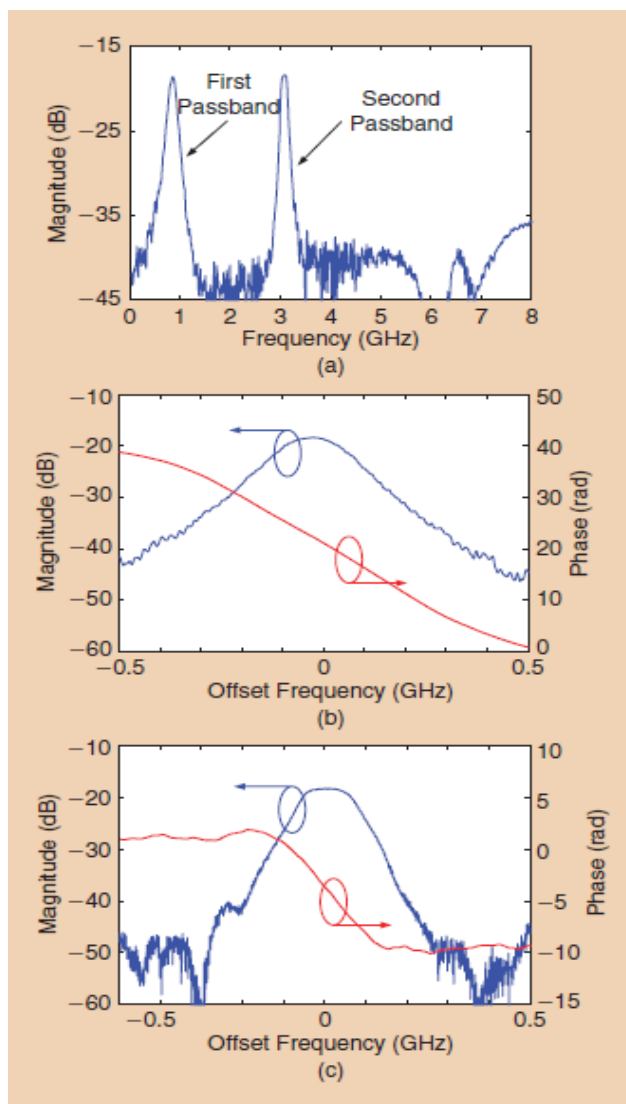 −15
−25
−35
−45
Magnitude (dB)
First
Passband
Second
Passband
0 1 2 3 4 5 6 7 8
Frequency (GHz)
(a)
−10
−20
−30
−40
−50
−60
Magnitude (dB)
50
40
30
20
10
0
Phase (rad)
−0.5 0 0.5
Offset Frequency (GHz)
(b)
−10
−20
−30
−40
−50
−60
Magnitude (dB)
10
5
0
−5
−10
−15
Phase (rad)
−0.5 0 0.5
Offset Frequency (GHz)
(c)